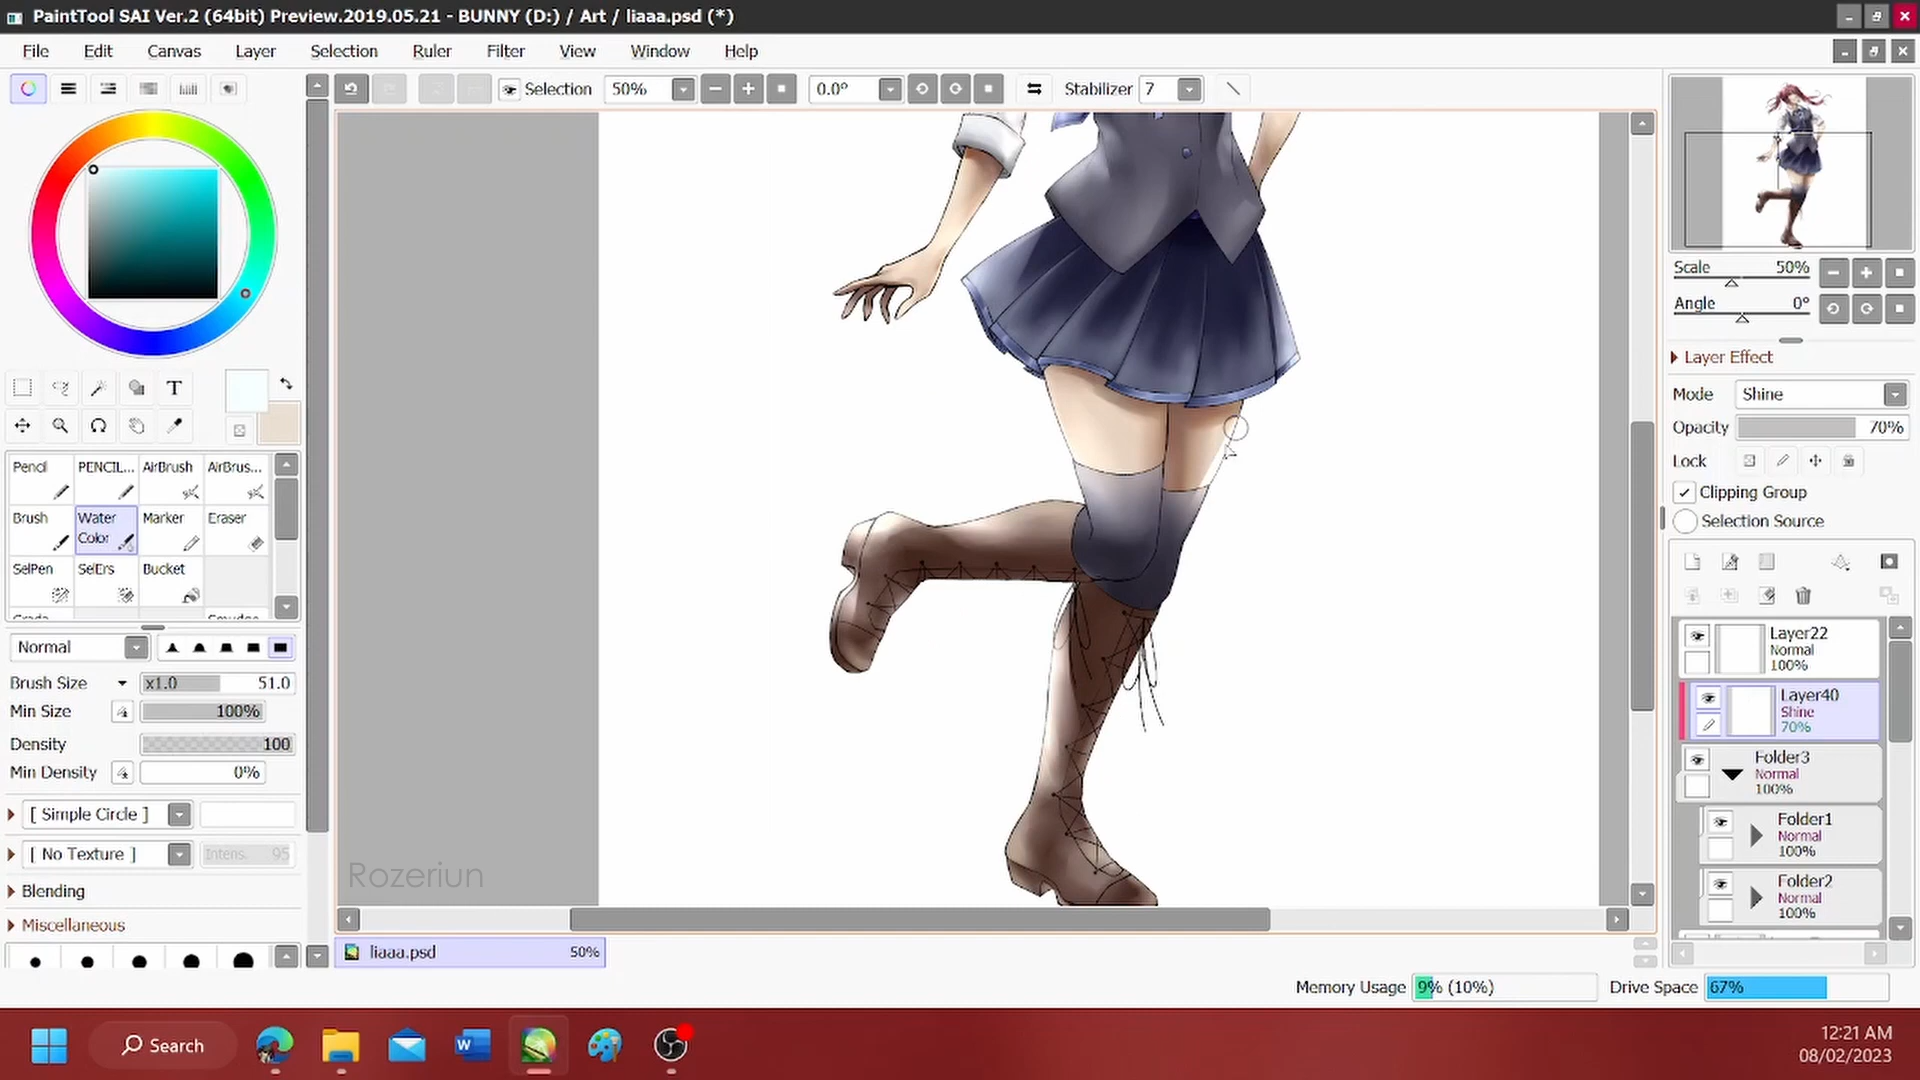 PaintTool SAI Ver.2 (64bit) Preview.2019.05.21 - BUNNY (D:) / Art / liaaa.psd (*)
File Edit Canvas Layer Selection Ruler Filter View Window Help
Selection 50% 0.0° Stabilizer 7
Scale 50%
Angle 0°
Layer Effect
Mode Shine
Opacity 70%
Lock
Clipping Group
Selection Source
T
Pencil PENCIL... AirBrush AirBrus...
Brush Water Color Marker Eraser
SelPen SelErs Bucket
Normal
Brush Size x1.0 51.0
Min Size 100%
Density 100
Min Density 0%
[ Simple Circle ]
[ No Texture ] Intens. 95
Blending
Miscellaneous
Layer22
Normal
100%
Layer40
Shine
70%
Folder3
Normal
100%
Folder1
Normal
100%
Folder2
Normal
100%
Rozeriun
liaaa.psd 50%
Memory Usage 9% (10%) Drive Space 67%
Search
W
12:21 AM
08/02/2023